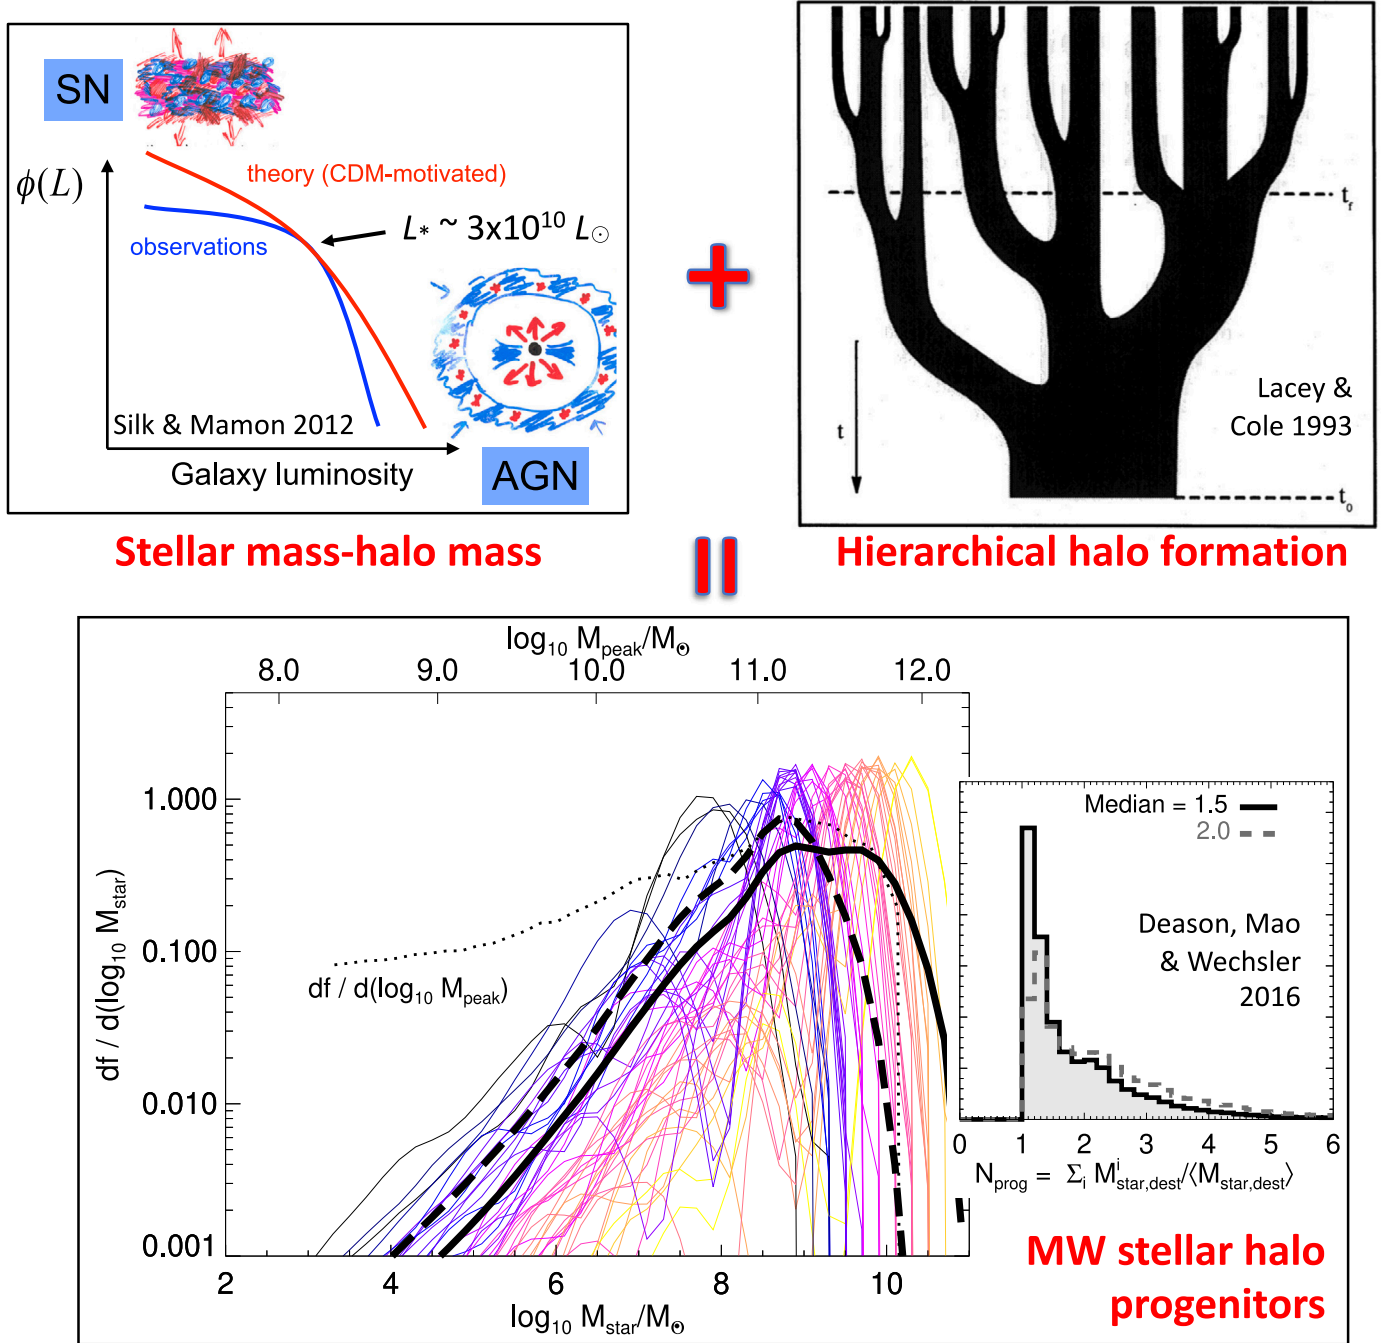 SN
ϕ(L)
theory (CDM-motivated)
L* ~ 3x10¹⁰ L☉
observations
Silk & Mamon 2012
Galaxy luminosity
AGN
Stellar mass-halo mass
+
t_f
t
Lacey &
Cole 1993
t₀
Hierarchical halo formation
=
log₁₀ M_peak/M☉
8.0 9.0 10.0 11.0 12.0
df / d(log₁₀ M_star)
1.000
0.100
0.010
0.001
df / d(log₁₀ M_peak)
2 4 6 8 10
log₁₀ M_star/M☉
Median = 1.5
2.0
Deason, Mao
& Wechsler
2016
0 1 2 3 4 5 6
N_prog = Σ_i M^i_star,dest/⟨M_star,dest⟩
MW stellar halo
progenitors